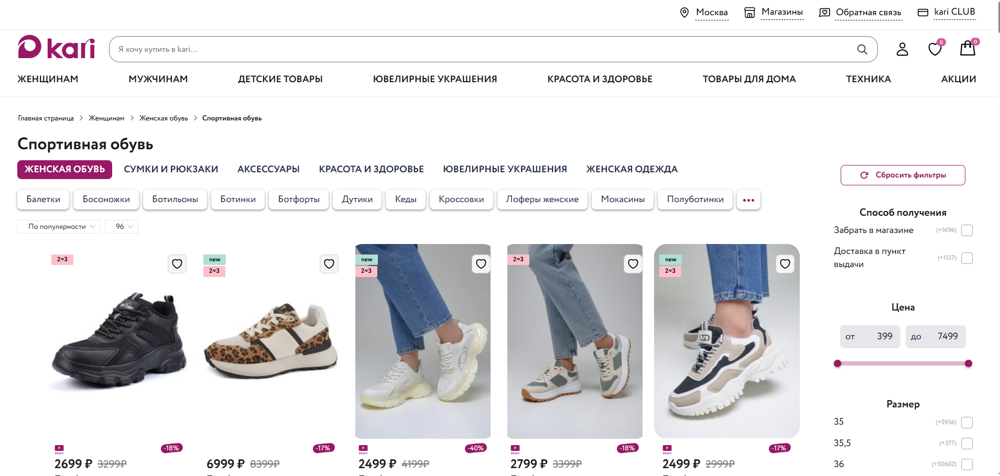 Москва Магазины Обратная связь kari CLUB
kari Я хочу купить в kari... 0 0
ЖЕНЩИНАМ МУЖЧИНАМ ДЕТСКИЕ ТОВАРЫ ЮВЕЛИРНЫЕ УКРАШЕНИЯ КРАСОТА И ЗДОРОВЬЕ ТОВАРЫ ДЛЯ ДОМА ТЕХНИКА АКЦИИ
Главная страница > Женщинам > Женская обувь > Спортивная обувь
Спортивная обувь
ЖЕНСКАЯ ОБУВЬ СУМКИ И РЮКЗАКИ АКСЕССУАРЫ КРАСОТА И ЗДОРОВЬЕ ЮВЕЛИРНЫЕ УКРАШЕНИЯ ЖЕНСКАЯ ОДЕЖДА
Балетки Босоножки Ботильоны Ботинки Ботфорты Дутики Кеды Кроссовки Лоферы женские Мокасины Полуботинки •••
По популярности 96
2=3 new new 2=3 new
2=3 2=3 2=3
ВИДЕО -18% -17% ВИДЕО -40% ВИДЕО -18% ВИДЕО -17%
2699 ₽ 3299₽ 6999 ₽ 8399₽ 2499 ₽ 4199₽ 2799 ₽ 3399₽ 2499 ₽ 2999₽
Сбросить фильтры
Способ получения
Забрать в магазине (+1696)
Доставка в пункт
выдачи (+1137)
Цена
от 399 до 7499
Размер
35 (+5956)
35,5 (+377)
36 (+30602)